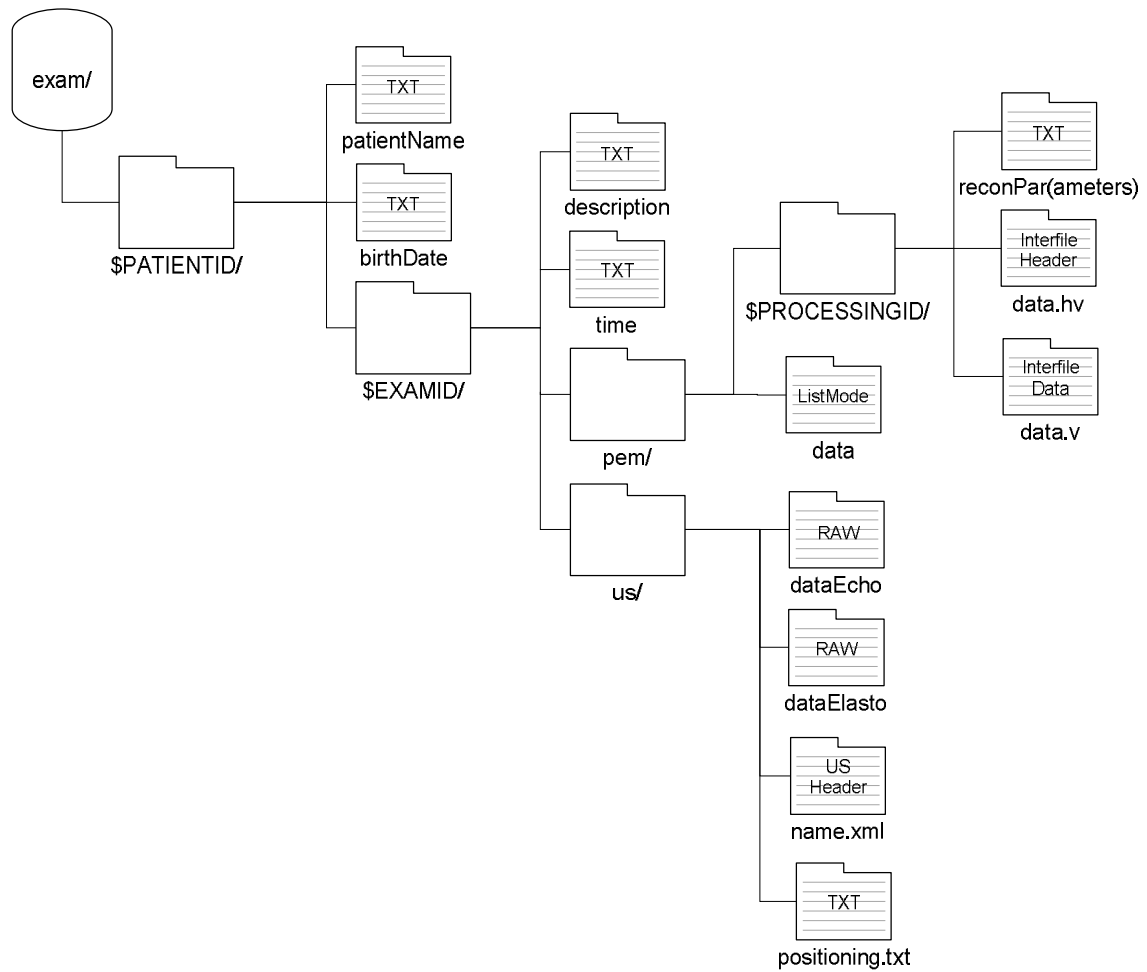 exam/
$PATIENTID/
TXT
patientName
TXT
birthDate
$EXAMID/
TXT
description
TXT
time
pem/
us/
$PROCESSINGID/
ListMode
data
TXT
reconPar(ameters)
Interfile
Header
data.hv
Interfile
Data
data.v
RAW
dataEcho
RAW
dataElasto
US
Header
name.xml
TXT
positioning.txt